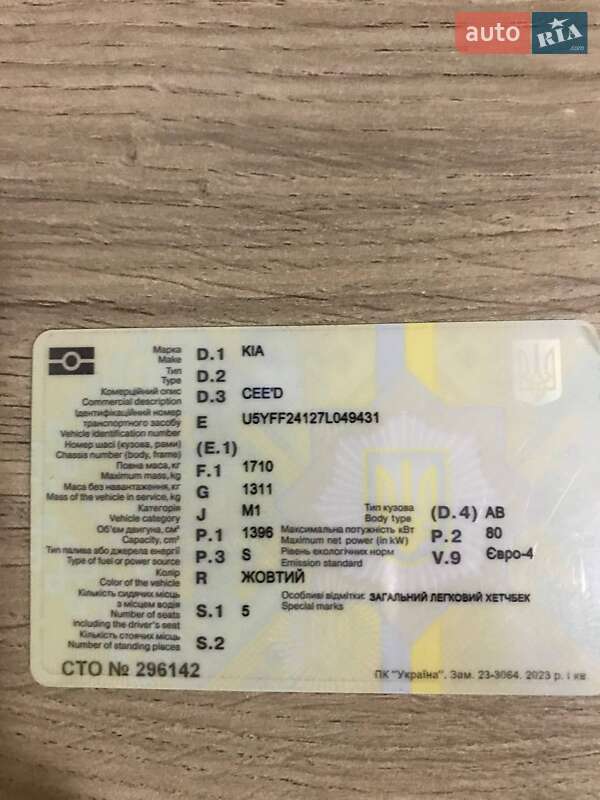 auto RIA.com
Марка
Make D.1 KIA
Тип
Type D.2
Комерційний опис
Commercial description D.3 CEE'D
Ідентифікаційний номер
транспортного засобу
Vehicle identification number E U5YFF24127L049431
Номер шасі (кузова, рами)
Chassis number (body, frame) (E.1)
Повна маса, кг
Maximum mass, kg F.1 1710
Маса без навантаження, кг
Mass of the vehicle in service, kg G 1311
Категорія
Vehicle category J M1
Тип кузова
Body type (D.4) АВ
Об'єм двигуна, см³
Capacity, cm³ P.1 1396
Максимальна потужність кВт
Maximum net power (in kW) P.2 80
Тип палива або джерела енергії
Type of fuel or power source P.3 S
Рівень екологічних норм
Emission standard V.9 Євро-4
Колір
Color of the vehicle R ЖОВТИЙ
Кількість сидячих місць
з місцем водія
Number of seats
including the driver's seat S.1 5
Особливі відмітки: ЗАГАЛЬНИЙ ЛЕГКОВИЙ ХЕТЧБЕК
Special marks
Кількість стоячих місць
Number of standing places S.2
СТО № 296142
ПК "Україна". Зам. 23-3064. 2023 р. І кв